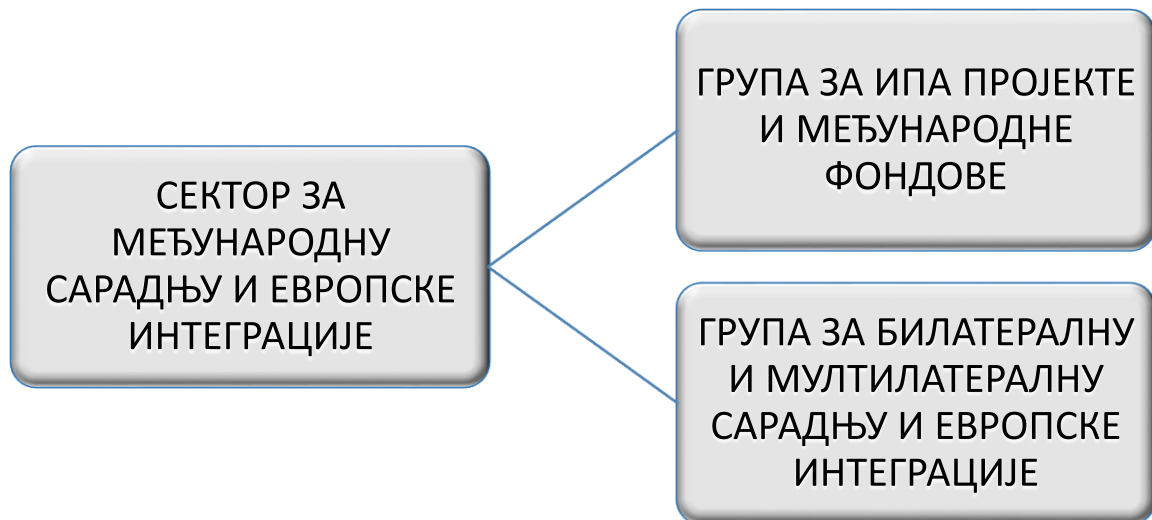 СЕКТОР ЗА
МЕЂУНАРОДНУ
САРАДЊУ И ЕВРОПСКЕ
ИНТЕГРАЦИЈЕ
ГРУПА ЗА ИПА ПРОЈЕКТЕ
И МЕЂУНАРОДНЕ
ФОНДОВЕ
ГРУПА ЗА БИЛАТЕРАЛНУ
И МУЛТИЛАТЕРАЛНУ
САРАДЊУ И ЕВРОПСКЕ
ИНТЕГРАЦИЈЕ